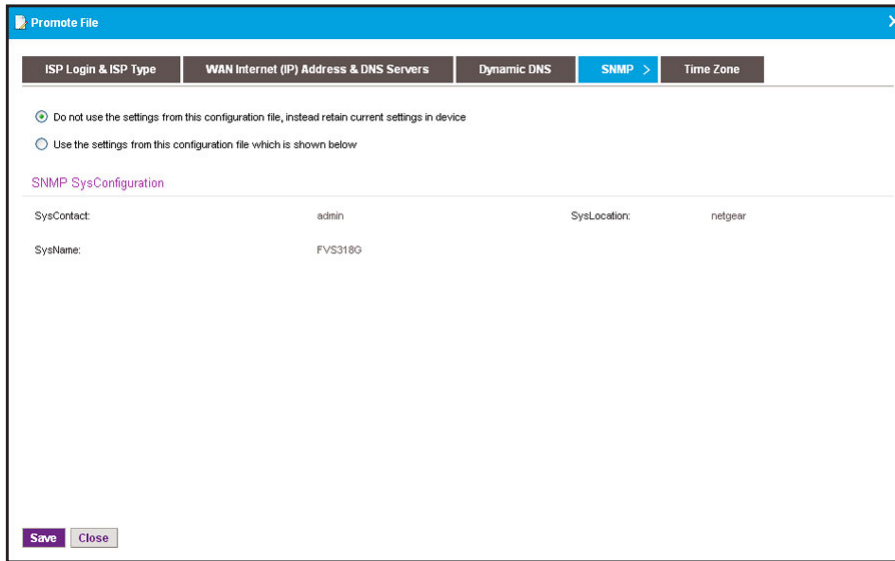 Promote File
ISP Login & ISP Type WAN Internet (IP) Address & DNS Servers Dynamic DNS SNMP > Time Zone
Do not use the settings from this configuration file, instead retain current settings in device
Use the settings from this configuration file which is shown below
SNMP SysConfiguration
SysContact: admin SysLocation: netgear
SysName: FVS318G
Save Close